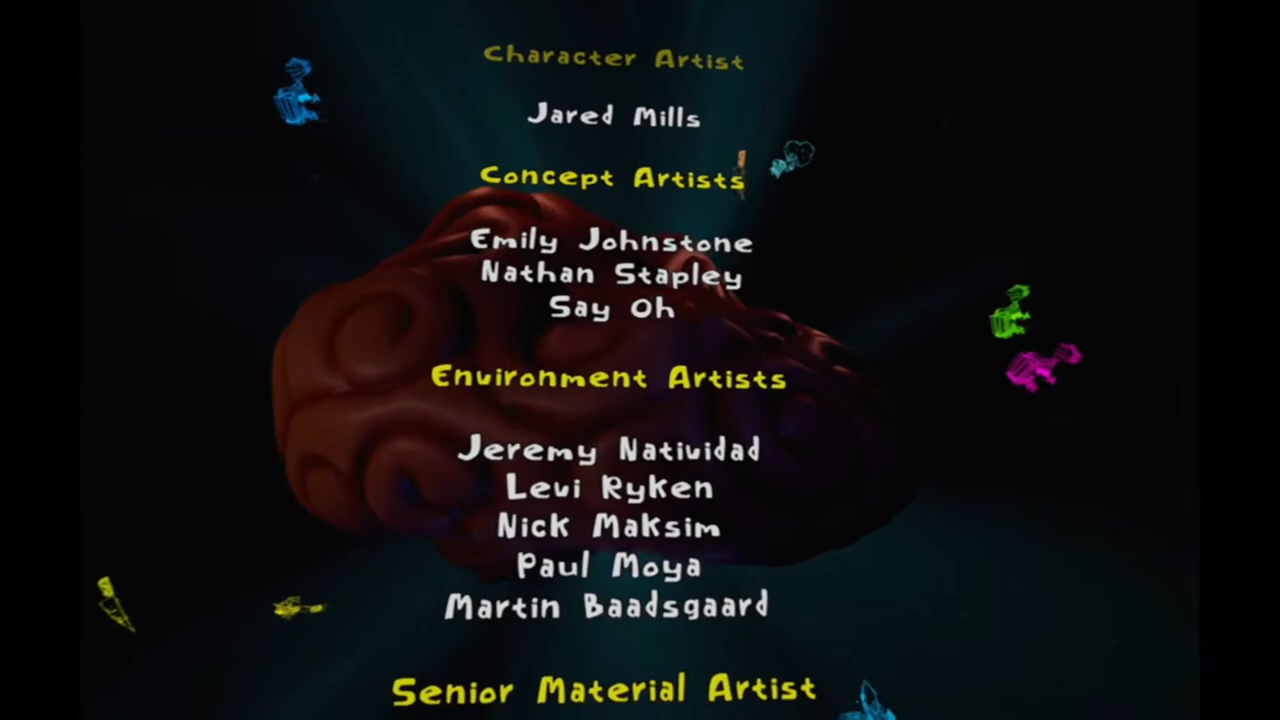 Character Artist
Jared Mills
Concept Artists
Emily Johnstone
Nathan Stapley
Say Oh
Environment Artists
Jeremy Natividad
Levi Ryken
Nick Maksim
Paul Moya
Martin Baadsgaard
Senior Material Artist